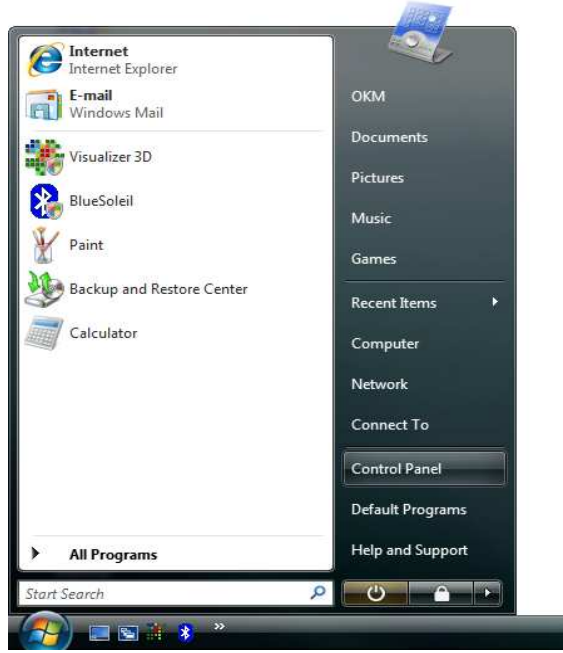 Internet
Internet Explorer
E-mail
Windows Mail
Visualizer 3D
BlueSoleil
Paint
Backup and Restore Center
Calculator
All Programs
Start Search
OKM
Documents
Pictures
Music
Games
Recent Items
Computer
Network
Connect To
Control Panel
Default Programs
Help and Support